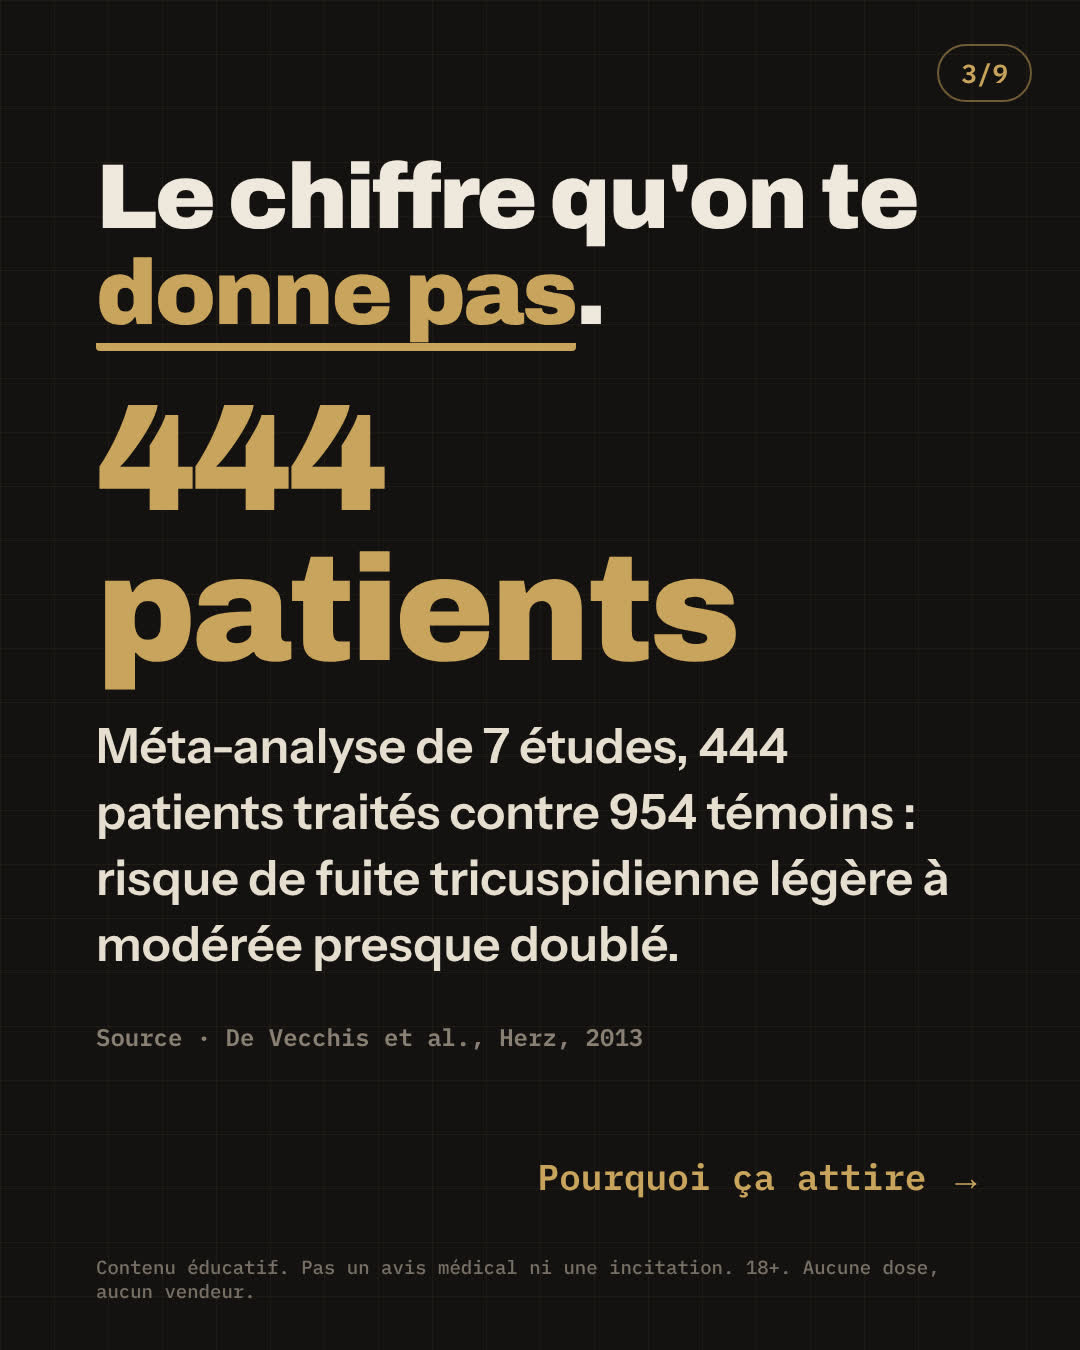 3/9
Le chiffre qu'on te
donne pas.
444
patients
Méta-analyse de 7 études, 444
patients traités contre 954 témoins :
risque de fuite tricuspidienne légère à
modérée presque doublé.
Source · De Vecchis et al., Herz, 2013
Pourquoi ça attire →
Contenu éducatif. Pas un avis médical ni une incitation. 18+. Aucune dose,
aucun vendeur.